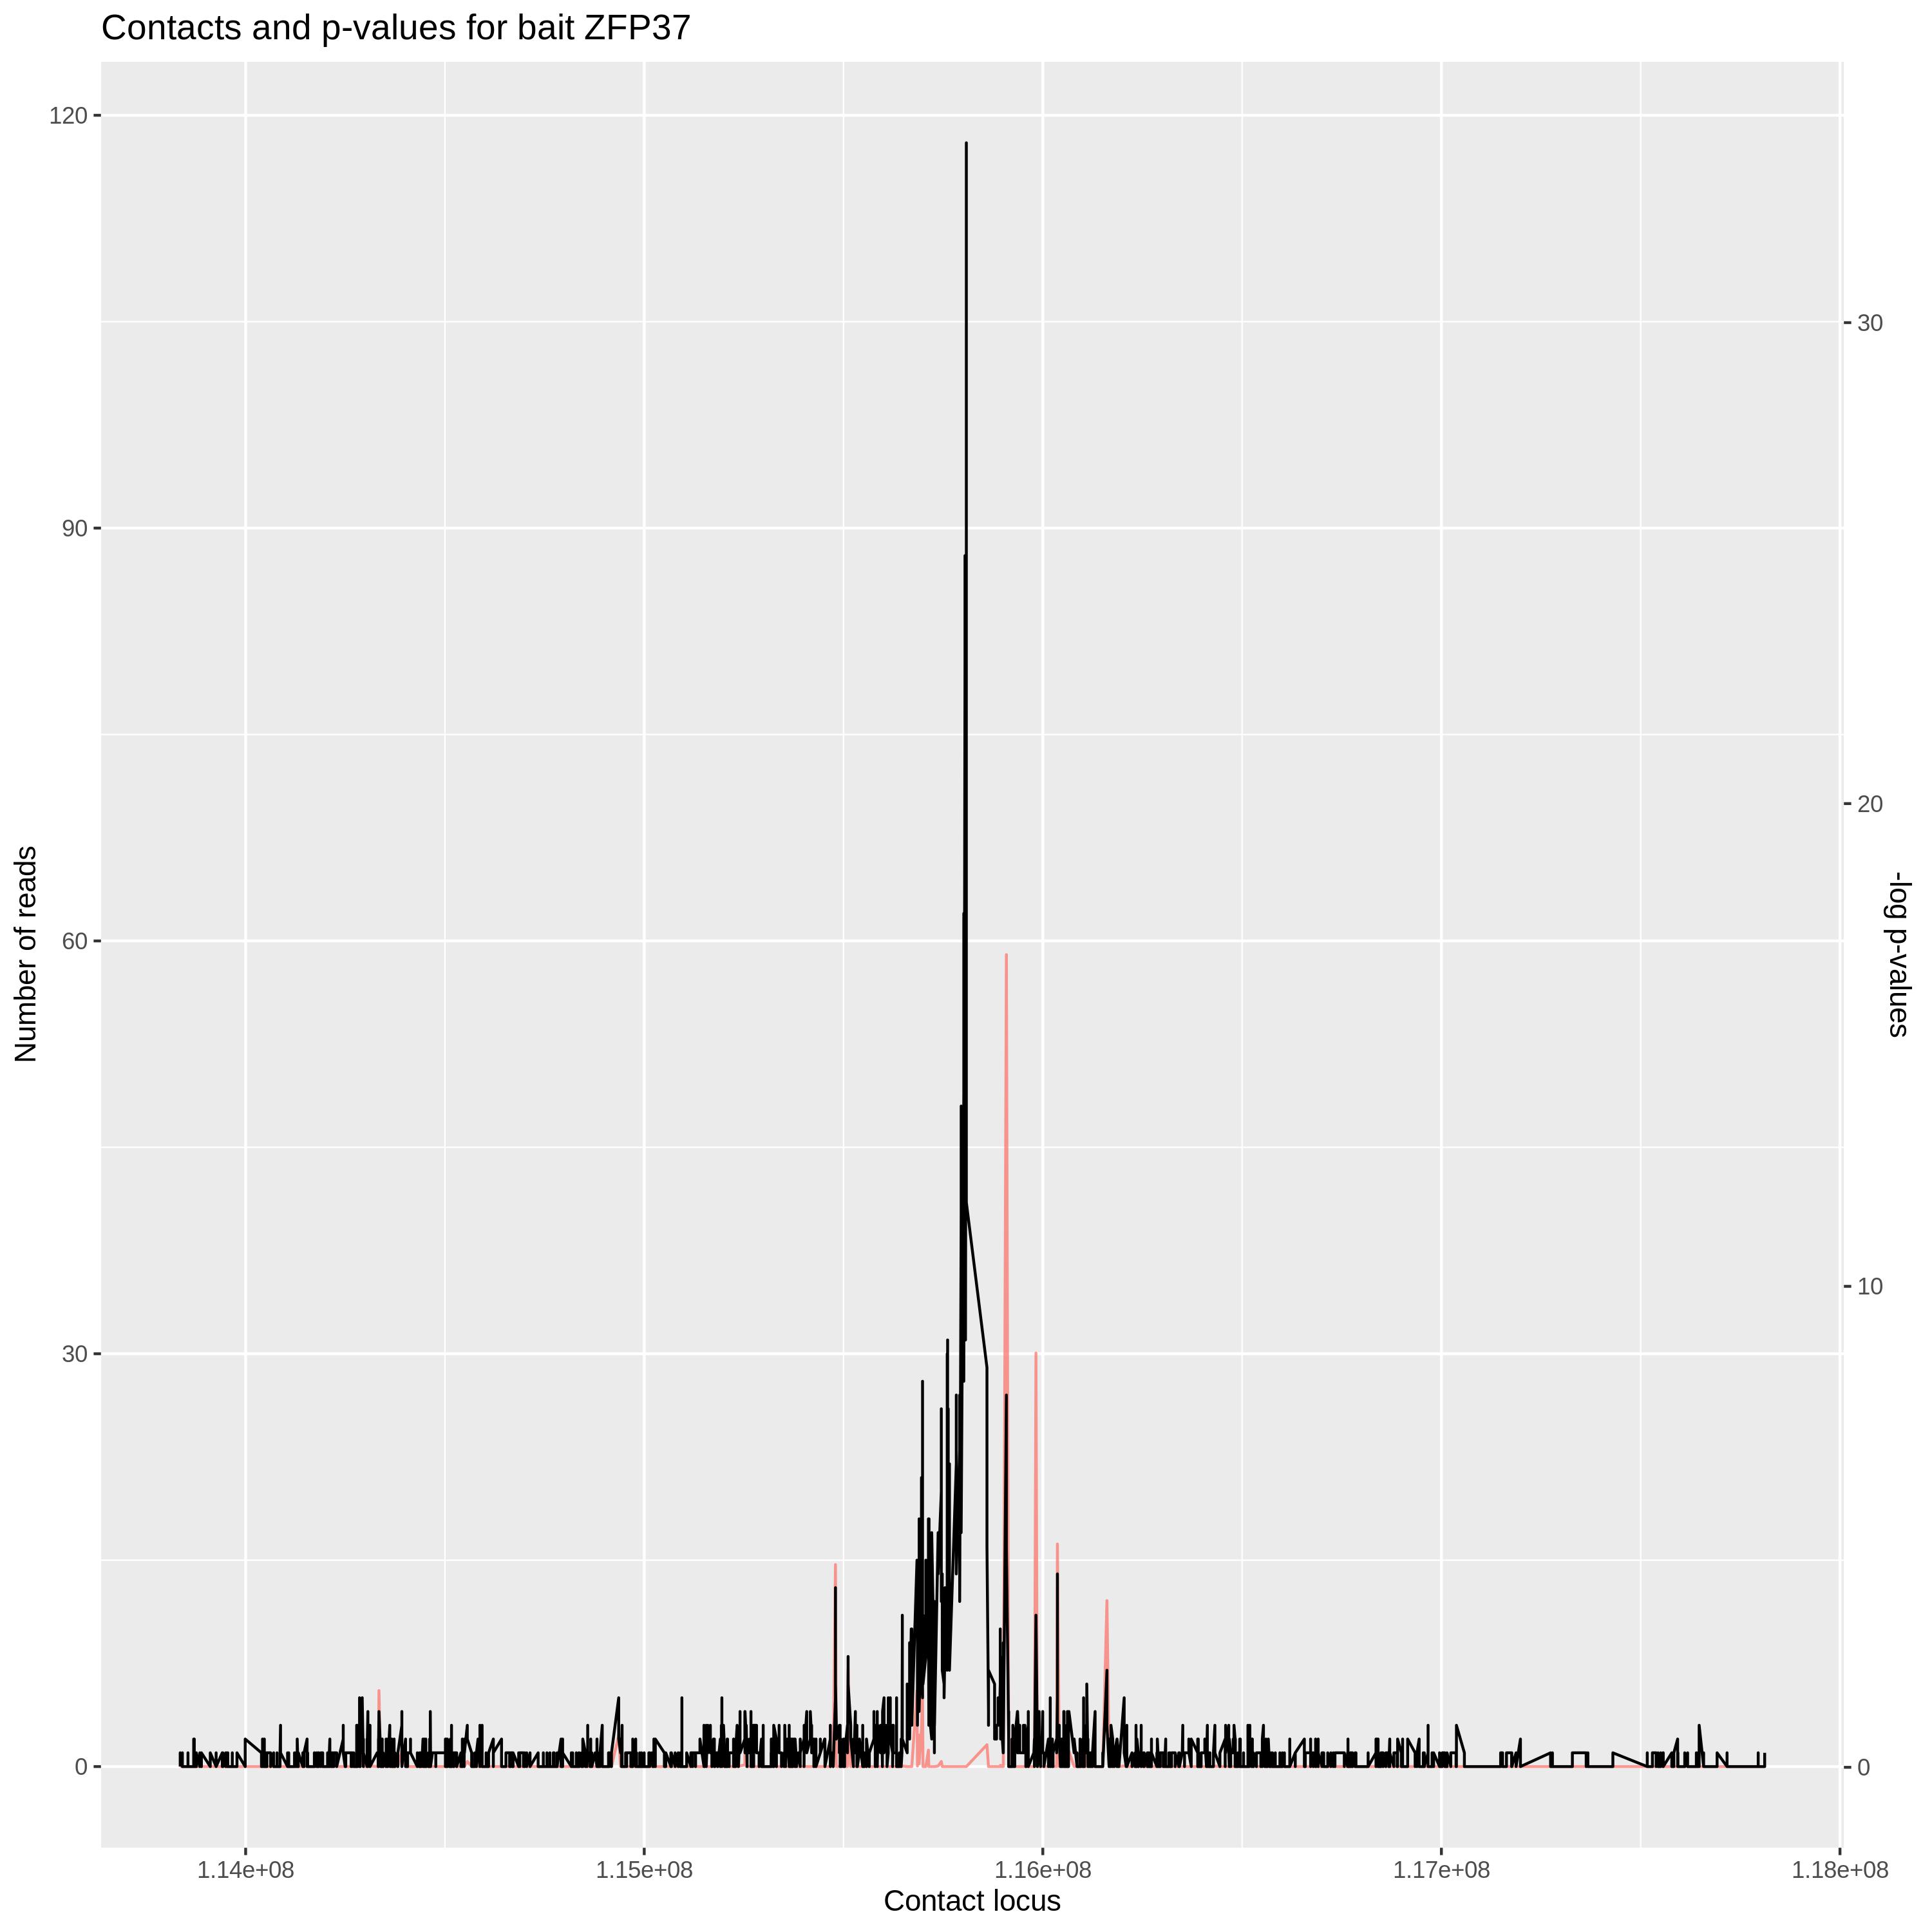 Contacts and p-values for bait ZFP37
120
90
60
30
0
Number of reads
30
20
10
0
-log p-values
1.14e+08
1.15e+08
1.16e+08
1.17e+08
1.18e+08
Contact locus